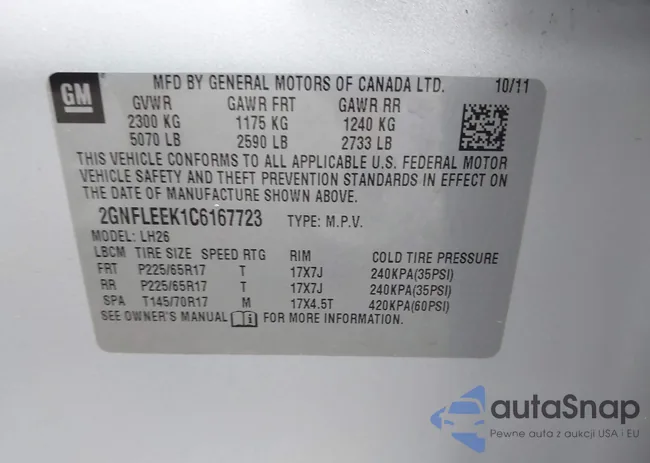 GM
MFD BY GENERAL MOTORS OF CANADA LTD. 10/11
GVWR GAWR FRT GAWR RR
2300 KG 1175 KG 1240 KG
5070 LB 2590 LB 2733 LB
THIS VEHICLE CONFORMS TO ALL APPLICABLE U.S. FEDERAL MOTOR
VEHICLE SAFETY AND THEFT PREVENTION STANDARDS IN EFFECT ON
THE DATE OF MANUFACTURE SHOWN ABOVE.
2GNFLEEK1C6167723 TYPE: M.P.V.
MODEL: LH26
LBCM TIRE SIZE SPEED RTG RIM COLD TIRE PRESSURE
FRT P225/65R17 T 17X7J 240KPA(35PSI)
RR P225/65R17 T 17X7J 240KPA(35PSI)
SPA T145/70R17 M 17X4.5T 420KPA(60PSI)
SEE OWNER'S MANUAL FOR MORE INFORMATION.
autoSnap
Pewne auta z aukcji USA i EU